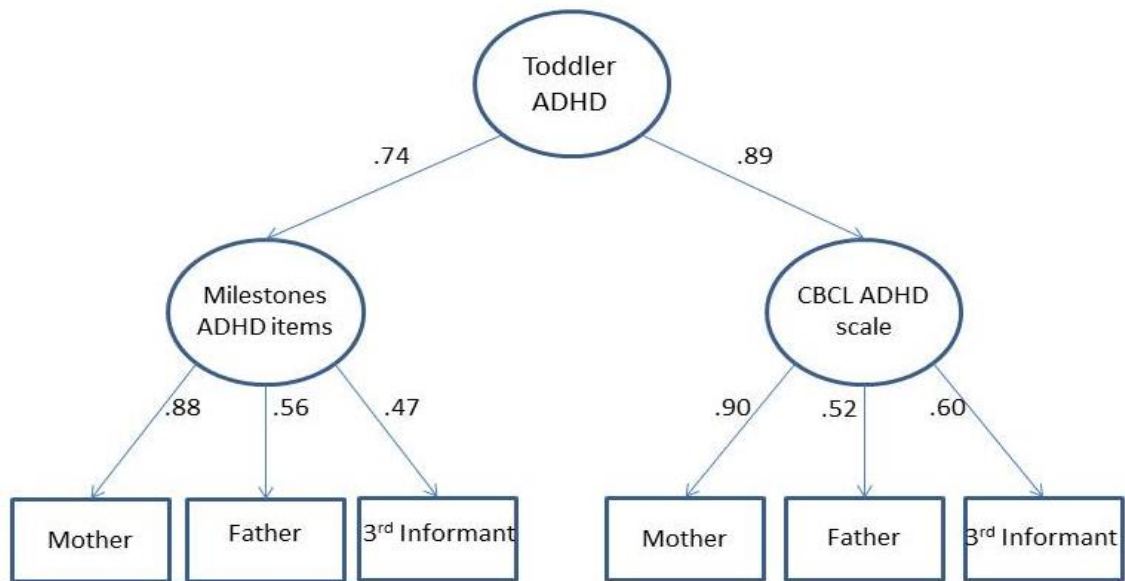 Toddler
ADHD
.74
.89
Milestones
ADHD items
CBCL ADHD
scale
.88
.56
.47
.90
.52
.60
Mother
Father
3rd Informant
Mother
Father
3rd Informant